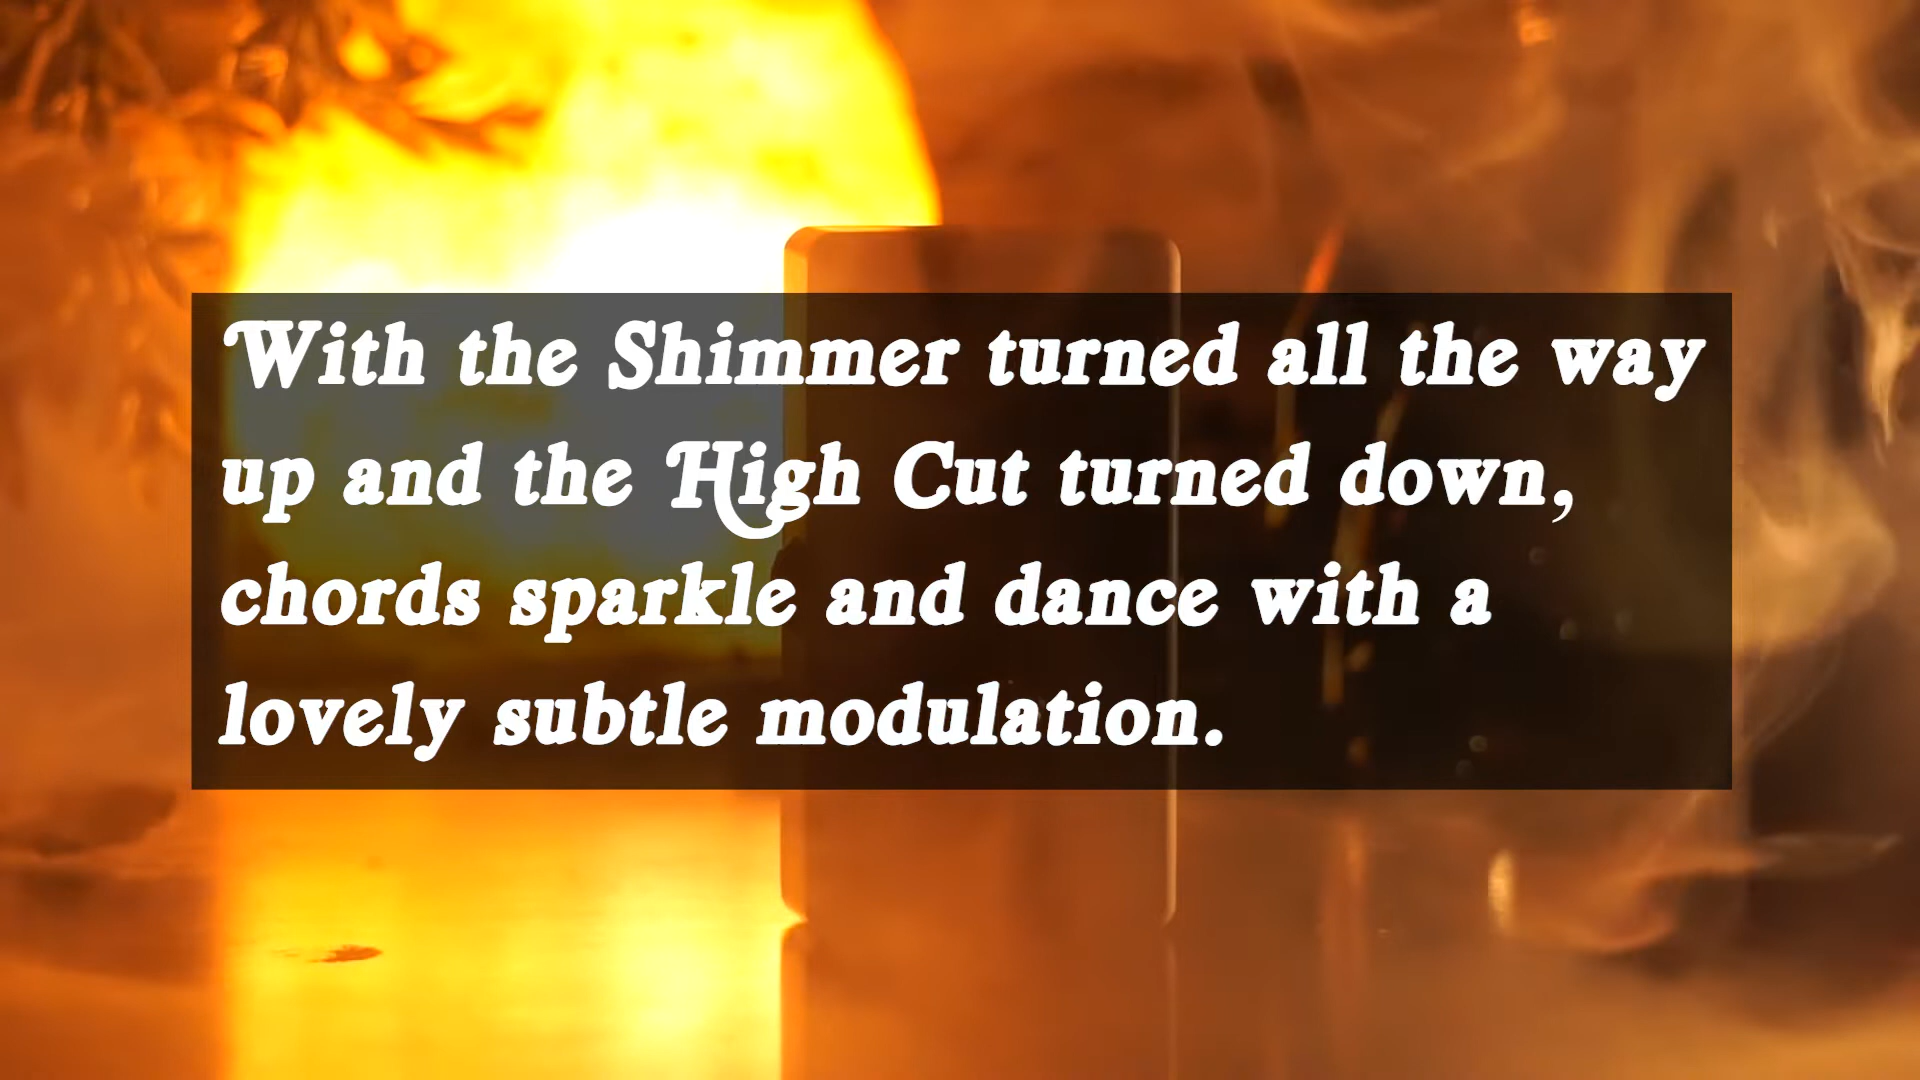 With the Shimmer turned all the way
up and the High Cut turned down,
chords sparkle and dance with a
lovely subtle modulation.